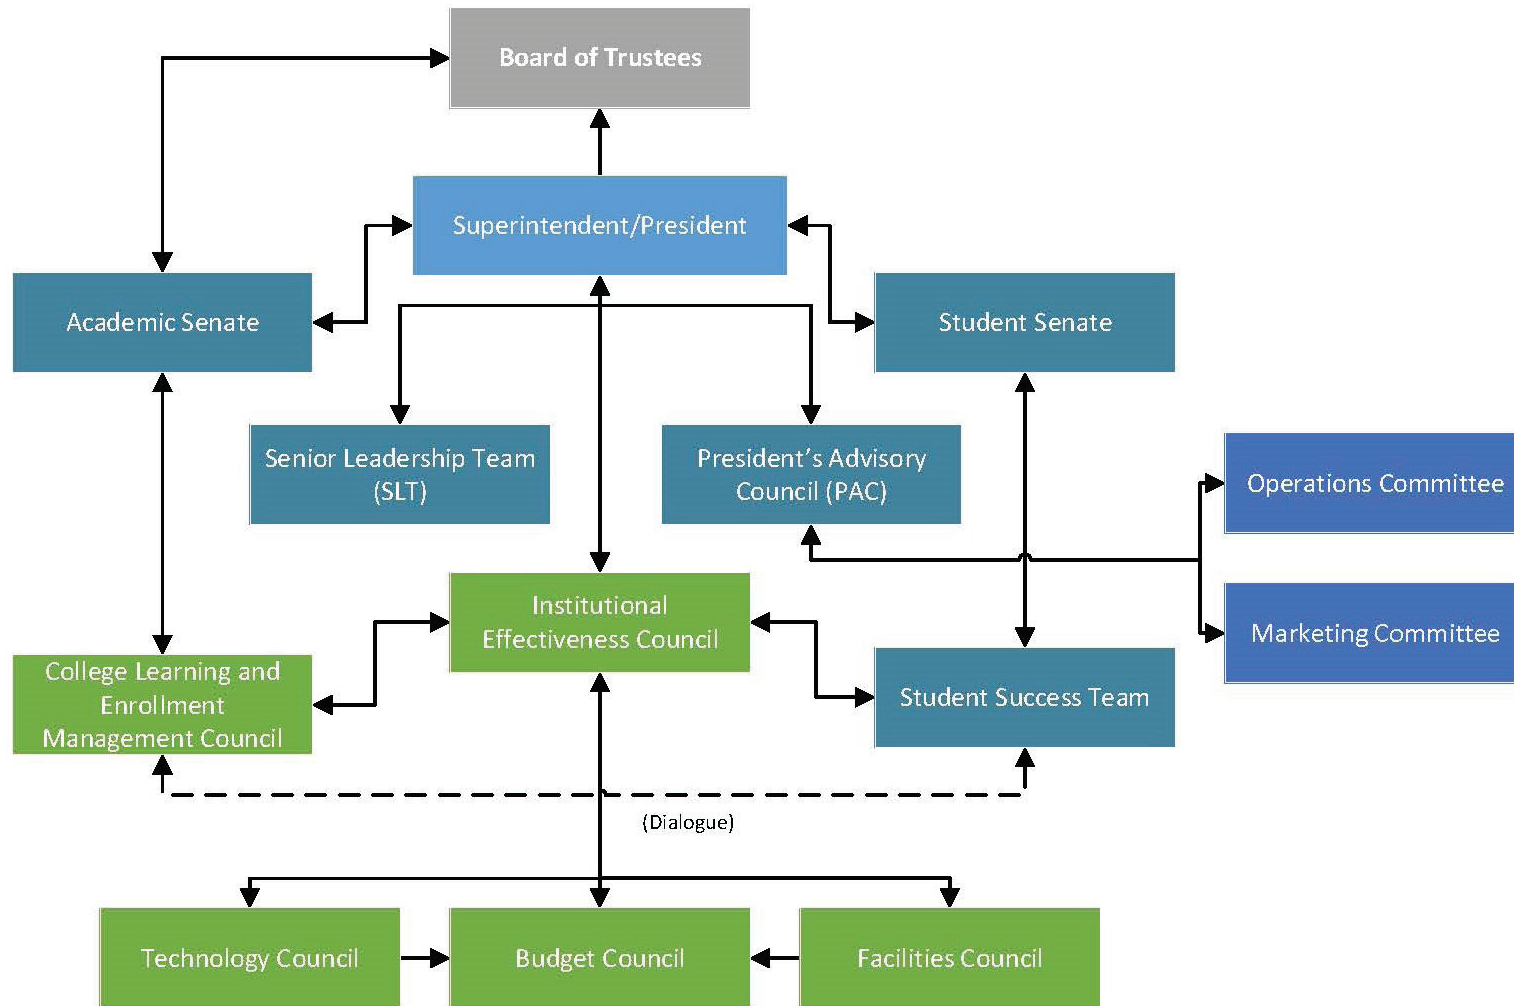 Board of Trustees
Superintendent/President
Academic Senate
Student Senate
Senior Leadership Team
(SLT)
President’s Advisory
Council (PAC)
Operations Committee
Institutional
Effectiveness Council
Marketing Committee
College Learning and
Enrollment
Management Council
Student Success Team
(Dialogue)
Technology Council
Budget Council
Facilities Council